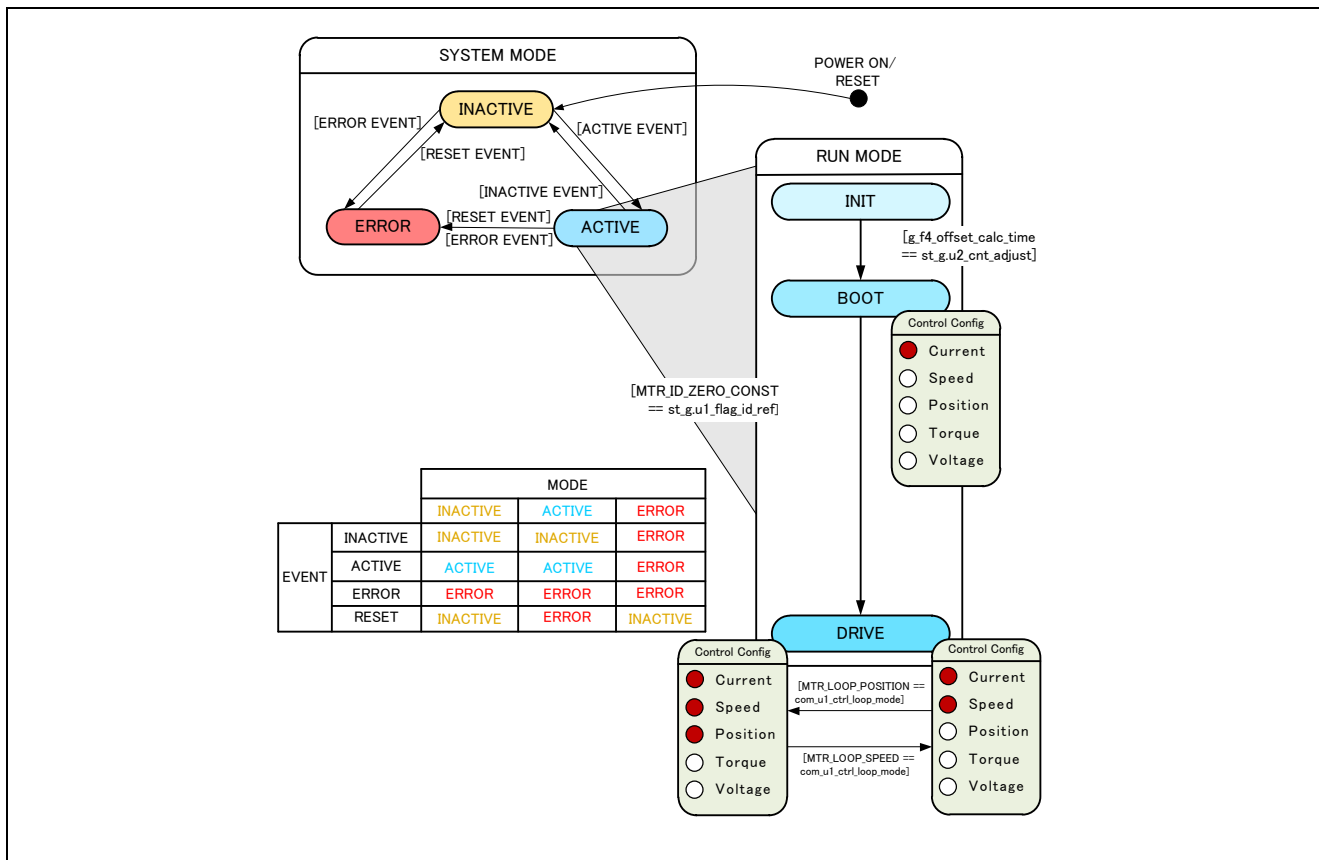 SYSTEM MODE
POWER ON/
RESET
INACTIVE
[ERROR EVENT]
[ACTIVE EVENT]
[RESET EVENT]
[INACTIVE EVENT]
ERROR
[RESET EVENT]
[ERROR EVENT]
ACTIVE
RUN MODE
INIT
[g_f4_offset_calc_time
== st_g.u2_cnt_adjust]
BOOT
Control Config
Current
Speed
Position
Torque
Voltage
[MTR_ID_ZERO_CONST
== st_g.u1_flag_id_ref]
MODE
INACTIVE ACTIVE ERROR
EVENT
INACTIVE INACTIVE INACTIVE ERROR
ACTIVE ACTIVE ACTIVE ERROR
ERROR ERROR ERROR ERROR
RESET INACTIVE ERROR INACTIVE
DRIVE
Control Config
Current
Speed
Position
Torque
Voltage
[MTR_LOOP_POSITION ==
com_u1_ctrl_loop_mode]
[MTR_LOOP_SPEED ==
com_u1_ctrl_loop_mode]
Control Config
Current
Speed
Position
Torque
Voltage